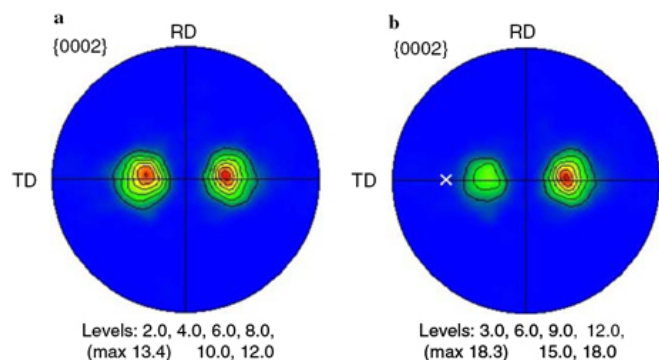 a
RD
{0002}
TD
Levels: 2.0, 4.0, 6.0, 8.0,
(max 13.4) 10.0, 12.0
b
RD
{0002}
TD
Levels: 3.0, 6.0, 9.0, 12.0,
(max 18.3) 15.0, 18.0